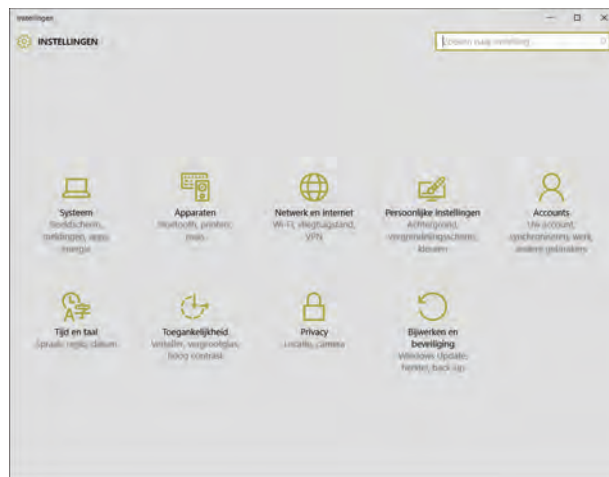 Instellingen
INSTELLINGEN
Zoeken naar instelling
Systeem
Beeldscherm,
meldingen, apps,
energie
Apparaten
Bluetooth, printers,
muis
Netwerk en internet
Wi-Fi, vliegtuigstand,
VPN
Persoonlijke instellingen
Achtergrond,
vergrendelingsscherm,
kleuren
Accounts
Uw account,
synchroniseren, werk,
andere gebruikers
Tijd en taal
Spraak, regio, datum
Toegankelijkheid
Verteller, vergrootglas,
hoog contrast
Privacy
Locatie, camera
Bijwerken en
beveiliging
Windows Update,
herstel, back-up